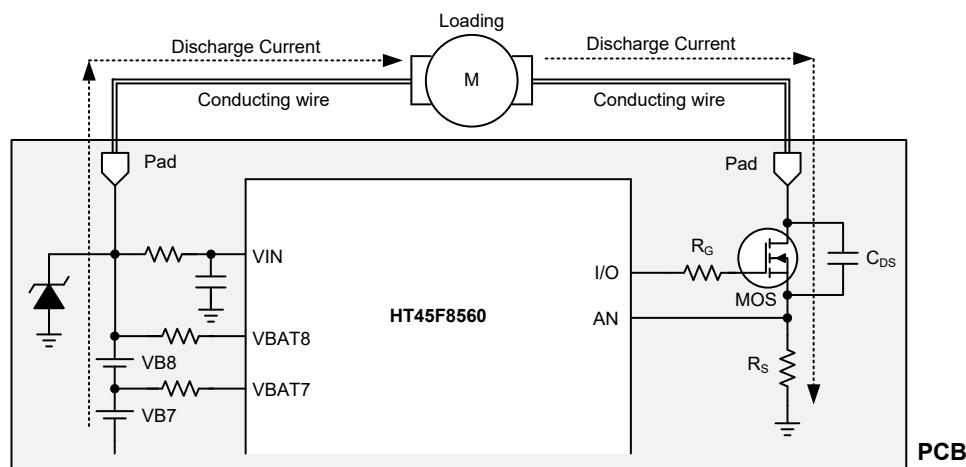 Loading
Discharge Current
Discharge Current
M
Conducting wire
Conducting wire
Pad
Pad
VIN
RG
I/O
CDS
MOS
HT45F8560
AN
VBAT8
VB8
RS
VBAT7
VB7
PCB